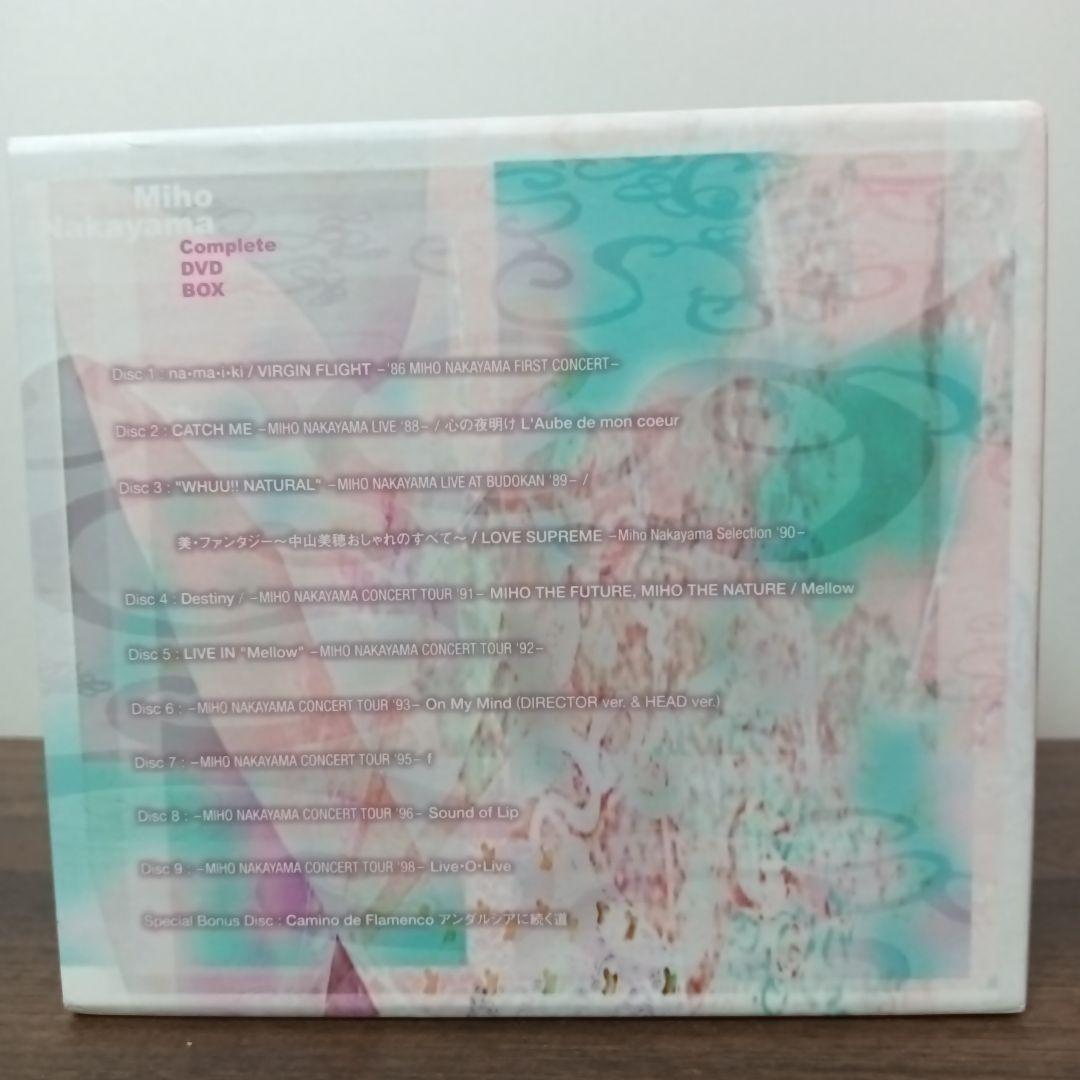 Miho
Nakayama
Complete
DVD
BOX
Disc 1 : na・ma・i・ki / VIRGIN FLIGHT －'86 MIHO NAKAYAMA FIRST CONCERT－
Disc 2 : CATCH ME －MIHO NAKAYAMA LIVE '88－ / 心の夜明け L'Aube de mon coeur
Disc 3 : "WHUU!! NATURAL" －MIHO NAKAYAMA LIVE AT BUDOKAN '89－ /
美・ファンタジー～中山美穂おしゃれのすべて～ / LOVE SUPREME －Miho Nakayama Selection '90－
Disc 4 : Destiny / －MIHO NAKAYAMA CONCERT TOUR '91－ MIHO THE FUTURE, MIHO THE NATURE / Mellow
Disc 5 : LIVE IN "Mellow" －MIHO NAKAYAMA CONCERT TOUR '92－
Disc 6 : －MIHO NAKAYAMA CONCERT TOUR '93－ On My Mind (DIRECTOR ver. & HEAD ver.)
Disc 7 : －MIHO NAKAYAMA CONCERT TOUR '95－ f
Disc 8 : －MIHO NAKAYAMA CONCERT TOUR '96－ Sound of Lip
Disc 9 : －MIHO NAKAYAMA CONCERT TOUR '98－ Live・O・Live
Special Bonus Disc : Camino de Flamenco アンダルシアに続く道